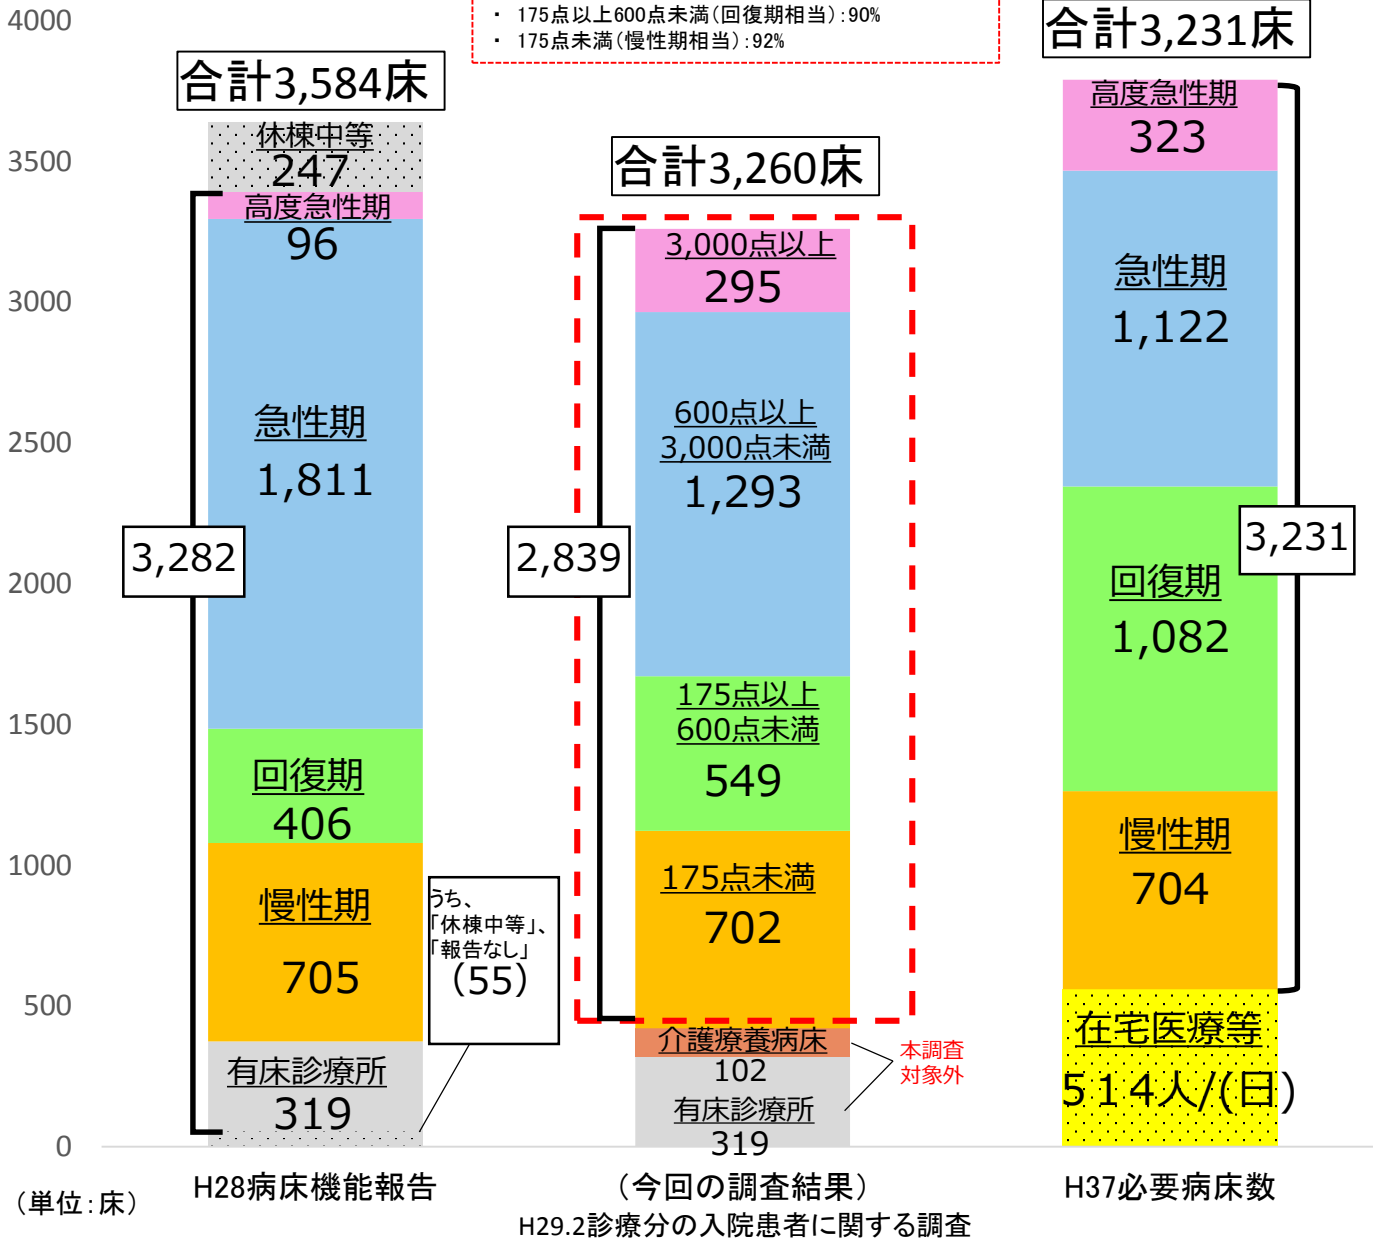 ・ 175点以上600点未満(回復期相当):90%
・ 175点未満(慢性期相当):92%
4000
3500
3000
2500
2000
1500
1000
500
0
(単位:床)
合計3,584床
休棟中等
247
高度急性期
96
急性期
1,811
3,282
回復期
406
慢性期
705
うち、
「休棟中等」、
「報告なし」
(55)
有床診療所
319
H28病床機能報告
合計3,260床
3,000点以上
295
600点以上
3,000点未満
1,293
2,839
175点以上
600点未満
549
175点未満
702
介護療養病床
102
有床診療所
319
本調査
対象外
(今回の調査結果)
H29.2診療分の入院患者に関する調査
合計3,231床
高度急性期
323
急性期
1,122
3,231
回復期
1,082
慢性期
704
在宅医療等
514人/(日)
H37必要病床数